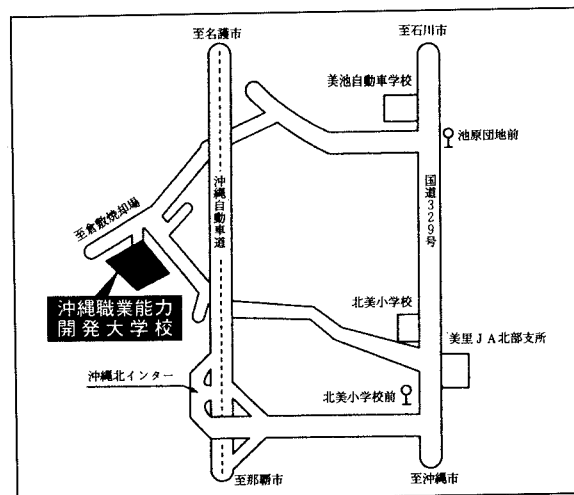 至名護市
至石川市
美池自動車学校
池原団地前
沖縄自動車道
国道329号
至倉敷焼却場
沖縄職業能力
開発大学校
北美小学校
美里JA北部支所
沖縄北インター
北美小学校前
至那覇市
至沖縄市